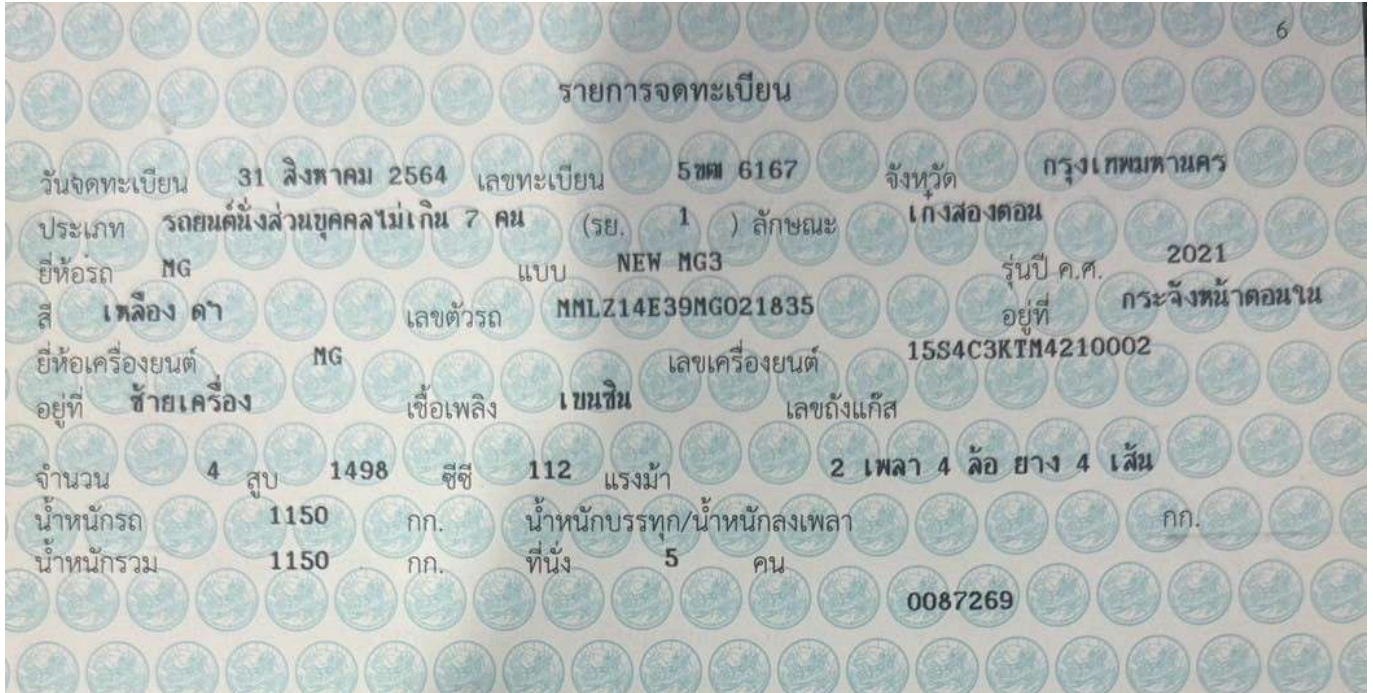 6
รายการจดทะเบียน
วันจดทะเบียน 31 สิงหาคม 2564 เลขทะเบียน 5ขฒ 6167 จังหวัด กรุงเทพมหานคร
ประเภท รถยนต์นั่งส่วนบุคคลไม่เกิน 7 คน (รย. 1 ) ลักษณะ เก๋งสองตอน
ยี่ห้อรถ MG แบบ NEW MG3 รุ่นปี ค.ศ. 2021
สี เหลือง ดำ เลขตัวรถ MMLZ14E39MG021835 อยู่ที่ กระจังหน้าตอนใน
ยี่ห้อเครื่องยนต์ MG เลขเครื่องยนต์ 15S4C3KTM4210002
อยู่ที่ ซ้ายเครื่อง เชื้อเพลิง เบนซิน เลขถังแก๊ส
จำนวน 4 สูบ 1498 ซีซี 112 แรงม้า 2 เพลา 4 ล้อ ยาง 4 เส้น
น้ำหนักรถ 1150 กก. น้ำหนักบรรทุก/น้ำหนักลงเพลา กก.
น้ำหนักรวม 1150 กก. ที่นั่ง 5 คน
0087269